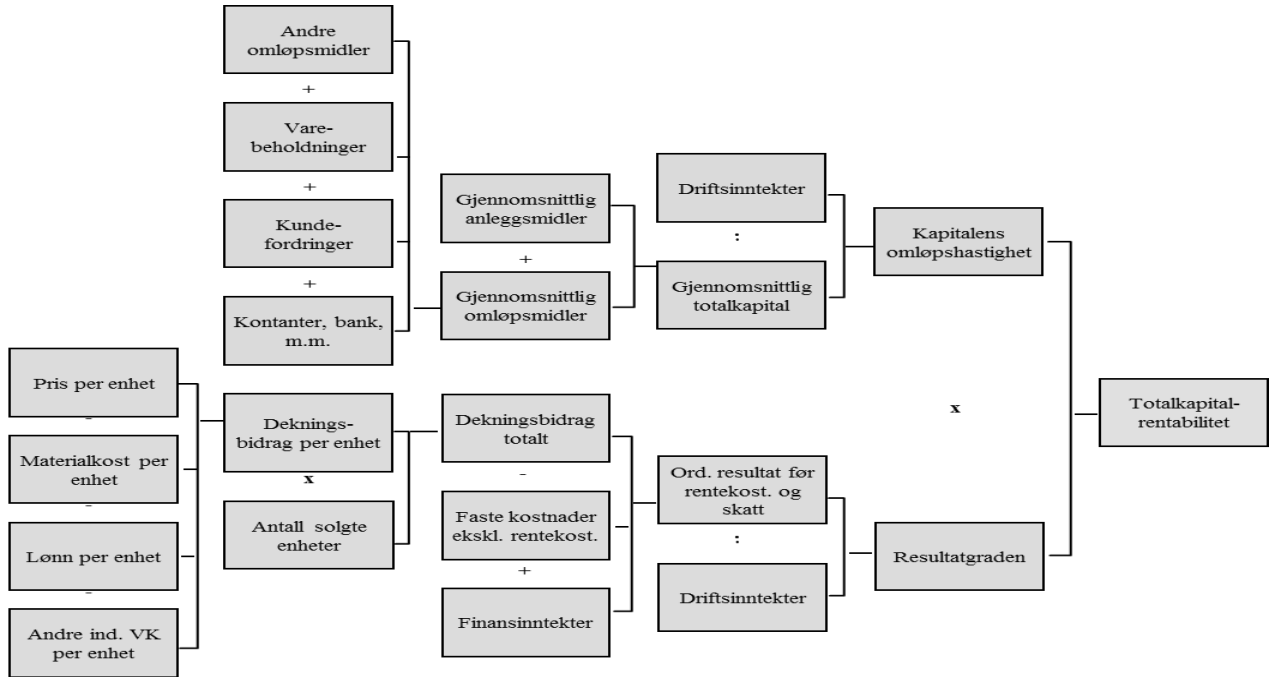 Andre
omløpsmidler
+
Vare-
beholdninger
+
Kunde-
fordringer
+
Kontanter, bank,
m.m.
Gjennomsnittlig
anleggsmidler
+
Gjennomsnittlig
omløpsmidler
Driftsinntekter
:
Gjennomsnittlig
totalkapital
Kapitalens
omløpshastighet
x
Totalkapital-
rentabilitet
Pris per enhet
-
Materialkost per
enhet
-
Lønn per enhet
-
Andre ind. VK
per enhet
Deknings-
bidrag per enhet
x
Antall solgte
enheter
Dekningsbidrag
totalt
-
Faste kostnader
ekskl. rentekost.
+
Finansinntekter
Ord. resultat før
rentekost. og
skatt
:
Driftsinntekter
Resultatgraden